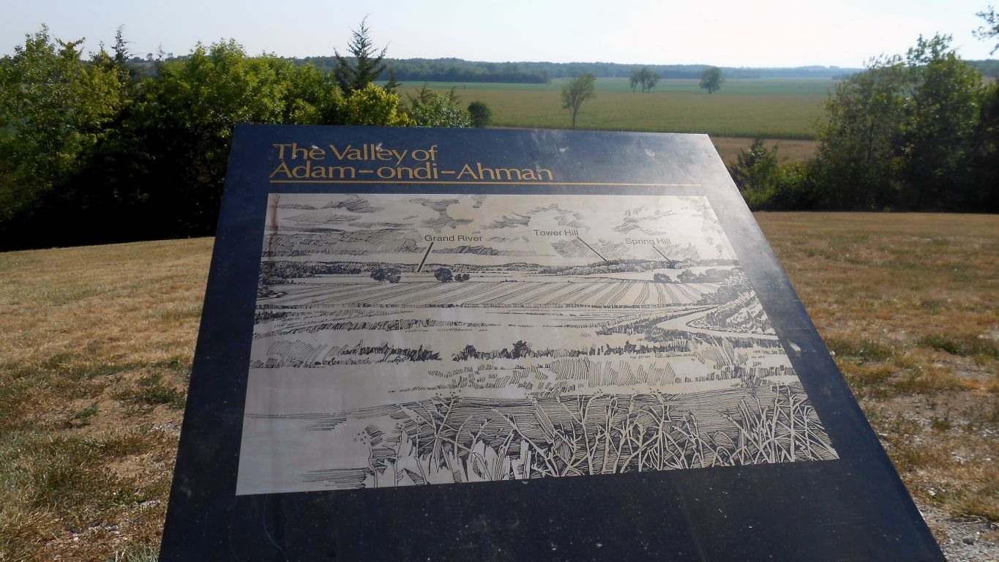 The Valley of
Adam-ondi-Ahman
Grand River
Tower Hill
Spring Hill